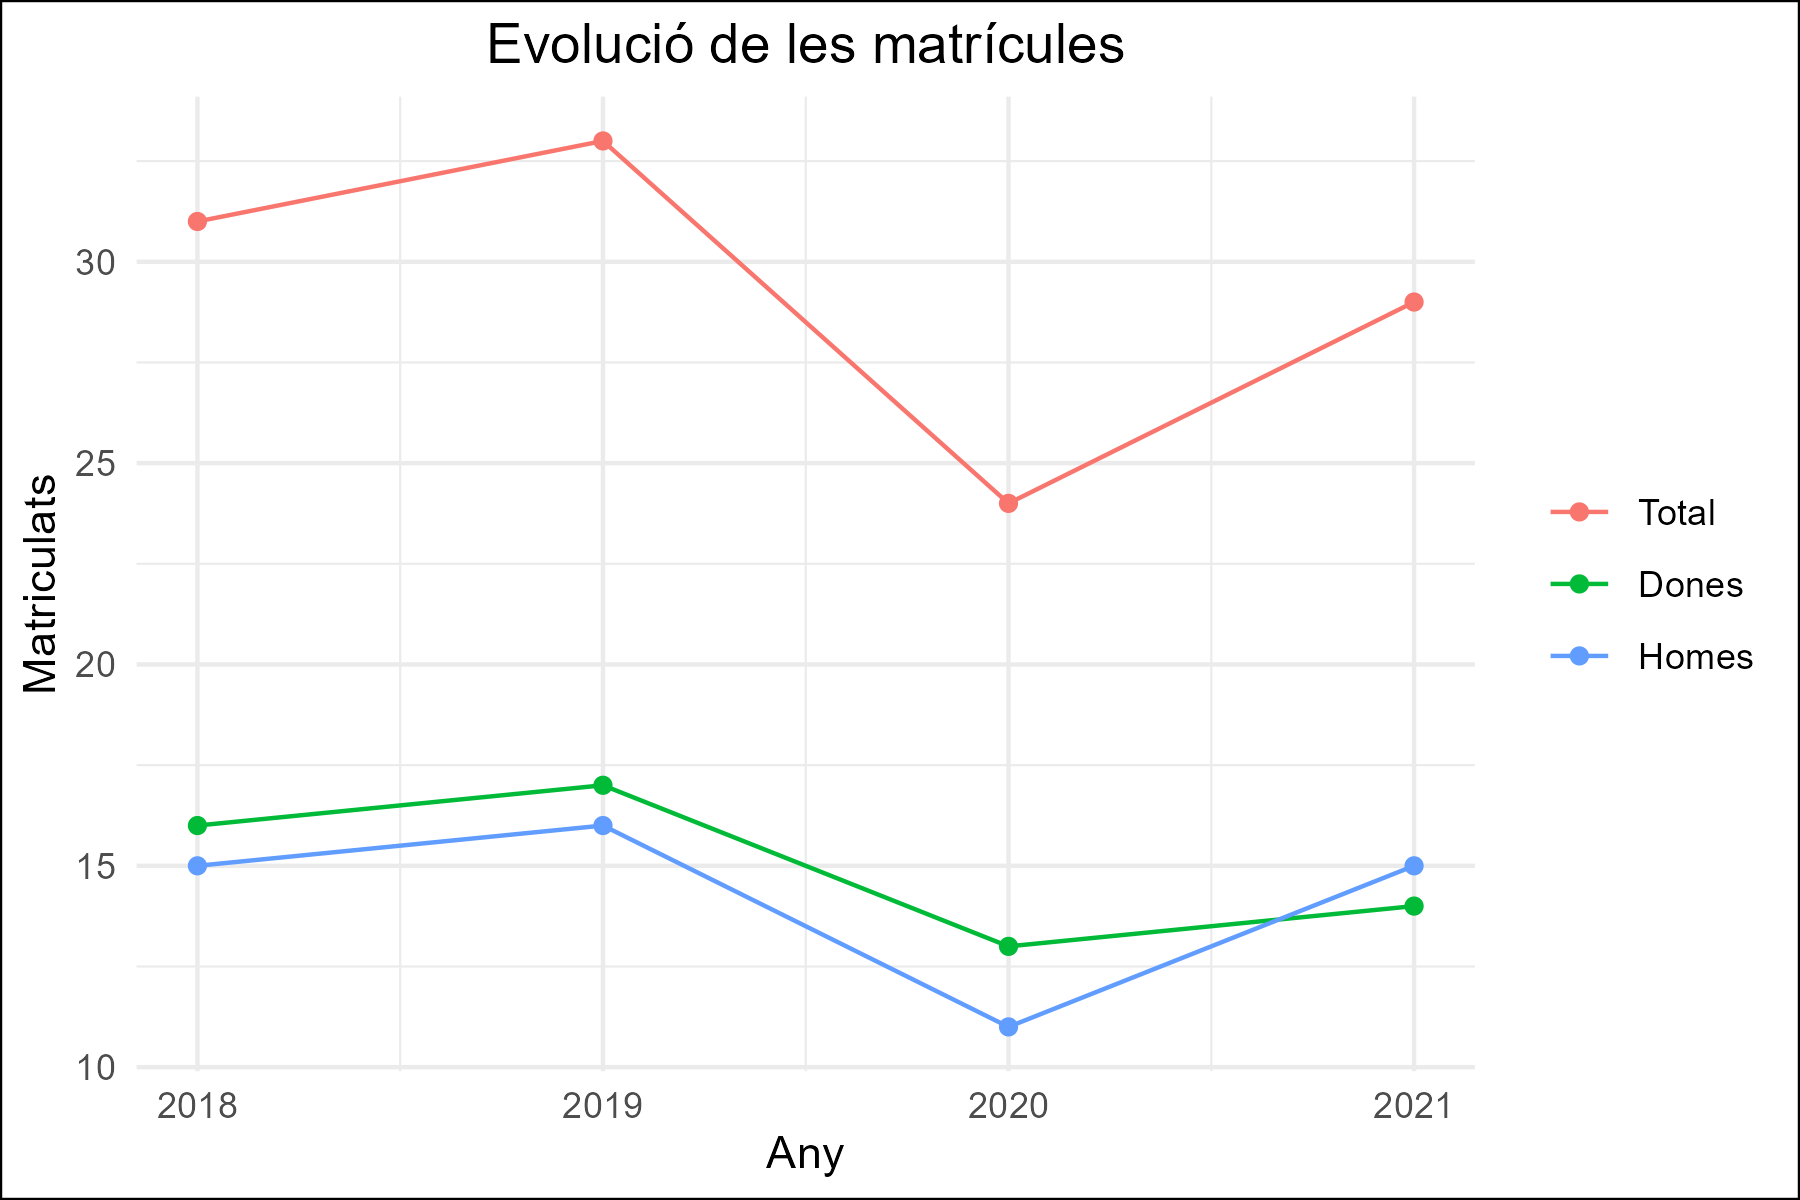 Evolució de les matrícules
Matriculats
30
25
20
15
10
2018 2019 2020 2021
Any
Total
Dones
Homes